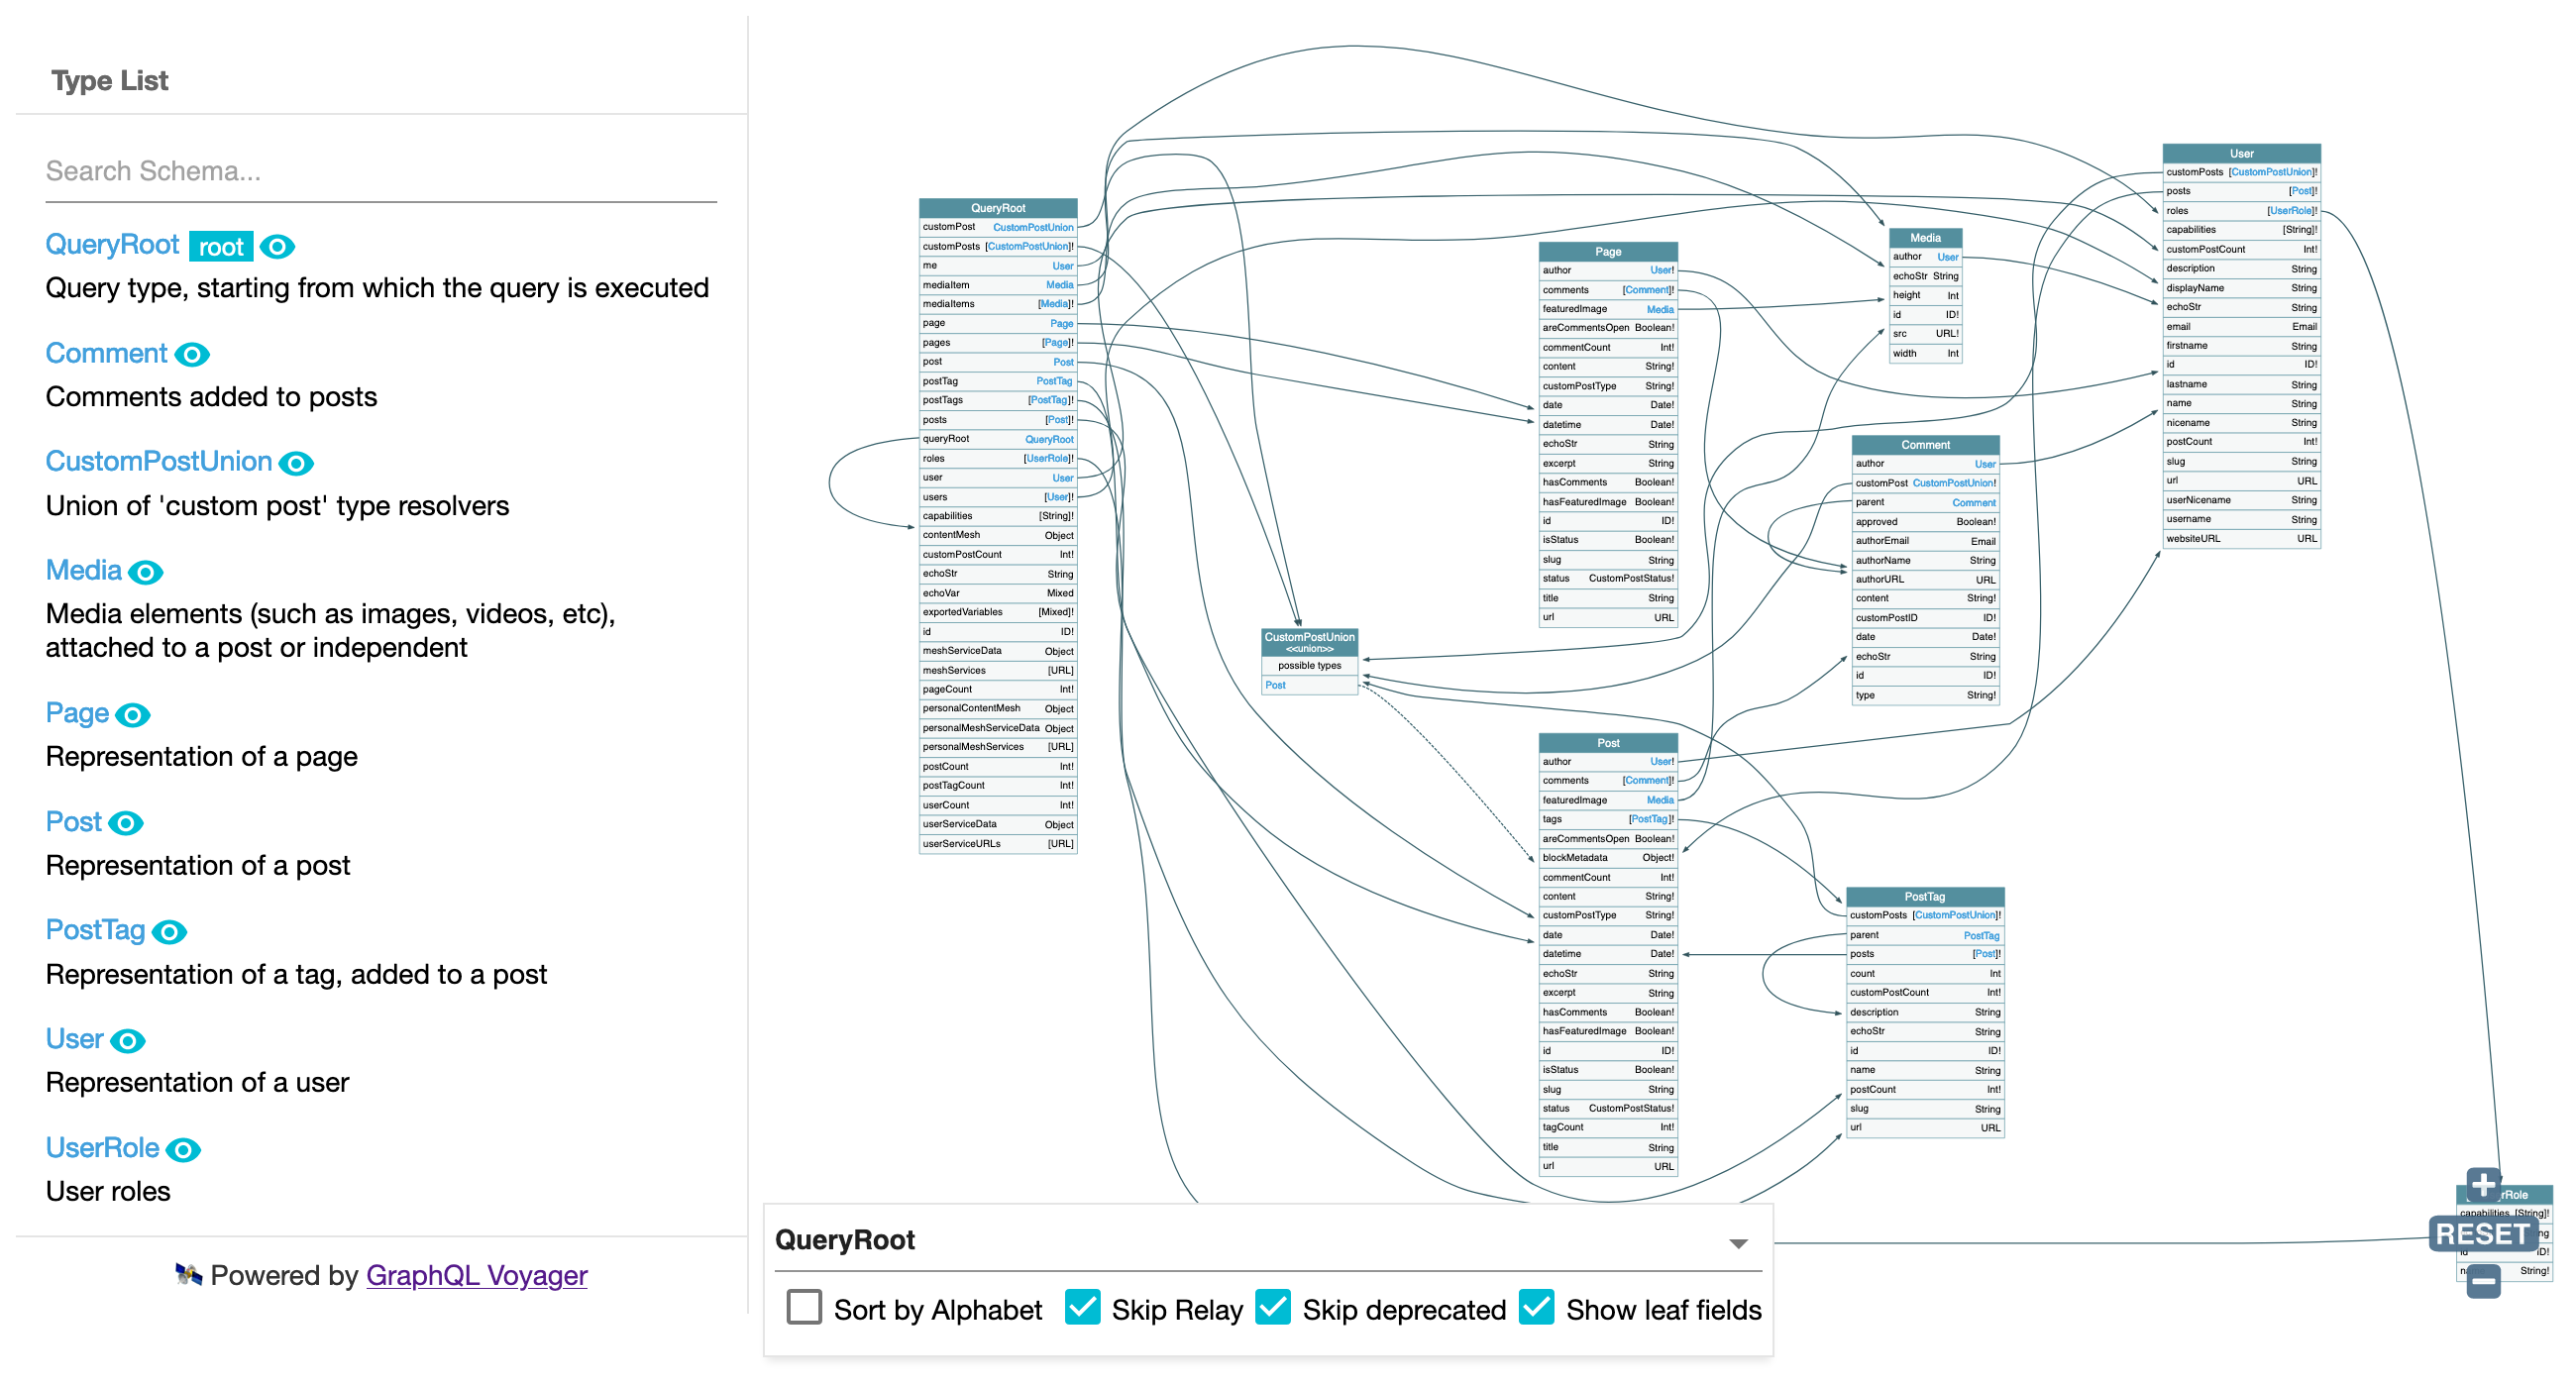 Type List
Search Schema...
QueryRoot root
Query type, starting from which the query is executed
Comment
Comments added to posts
CustomPostUnion
Union of 'custom post' type resolvers
Media
Media elements (such as images, videos, etc),
attached to a post or independent
Page
Representation of a page
Post
Representation of a post
PostTag
Representation of a tag, added to a post
User
Representation of a user
UserRole
User roles
Powered by GraphQL Voyager
QueryRoot
customPost CustomPostUnion
customPosts [CustomPostUnion]!
me User
mediaItem Media
mediaItems [Media]!
page Page
pages [Page]!
post Post
postTag PostTag
postTags [PostTag]!
posts [Post]!
queryRoot QueryRoot
roles [UserRole]!
user User
users [User]!
capabilities [String]!
contentMesh Object
customPostCount Int!
echoStr String
echoVar Mixed
exportedVariables [Mixed]!
id ID!
meshServiceData Object
meshServices [URL]
pageCount Int!
personalContentMesh Object
personalMeshServiceData Object
personalMeshServices [URL]
postCount Int!
postTagCount Int!
userCount Int!
userServiceData Object
userServiceURLs [URL]
CustomPostUnion
<<union>>
possible types
Post
Page
author User!
comments [Comment]!
featuredImage Media
areCommentsOpen Boolean!
commentCount Int!
content String!
customPostType String!
date Date!
datetime Date!
echoStr String
excerpt String
hasComments Boolean!
hasFeaturedImage Boolean!
id ID!
isStatus Boolean!
slug String
status CustomPostStatus!
title String
url URL
Post
author User!
comments [Comment]!
featuredImage Media
tags [PostTag]!
areCommentsOpen Boolean!
blockMetadata Object!
commentCount Int!
content String!
customPostType String!
date Date!
datetime Date!
echoStr String
excerpt String
hasComments Boolean!
hasFeaturedImage Boolean!
id ID!
isStatus Boolean!
slug String
status CustomPostStatus!
tagCount Int!
title String
url URL
Media
author User
echoStr String
height Int
id ID!
src URL!
width Int
Comment
author User
customPost CustomPostUnion!
parent Comment
approved Boolean!
authorEmail Email
authorName String
authorURL URL
content String!
customPostID ID!
date Date!
echoStr String
id ID!
type String!
PostTag
customPosts [CustomPostUnion]!
parent PostTag
posts [Post]!
count Int
customPostCount Int!
description String
echoStr String
id ID!
name String
postCount Int!
slug String
url URL
User
customPosts [CustomPostUnion]!
posts [Post]!
roles [UserRole]!
capabilities [String]!
customPostCount Int!
description String
displayName String
echoStr String
email Email
firstname String
id ID!
lastname String
name String
nicename String
postCount Int!
slug String
url URL
userNicename String
username String
websiteURL URL
capabilities [String]!
id ID!
String!
RESET
QueryRoot
Sort by Alphabet Skip Relay Skip deprecated Show leaf fields